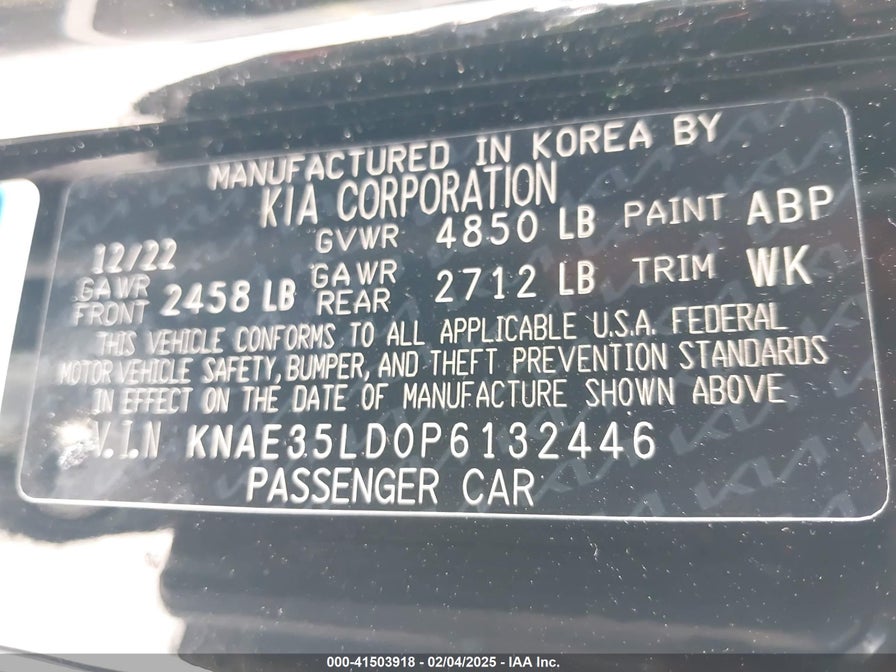 MANUFACTURED IN KOREA BY
KIA CORPORATION
12/22 GVWR 4850 LB PAINT ABP
GAWR FRONT 2458 LB GAWR REAR 2712 LB TRIM WK
THIS VEHICLE CONFORMS TO ALL APPLICABLE U.S.A. FEDERAL
MOTOR VEHICLE SAFETY, BUMPER, AND THEFT PREVENTION STANDARDS
IN EFFECT ON THE DATE OF MANUFACTURE SHOWN ABOVE
V.I.N KNAE35LD0P6132446
PASSENGER CAR
000-41503918 - 02/04/2025 - IAA Inc.